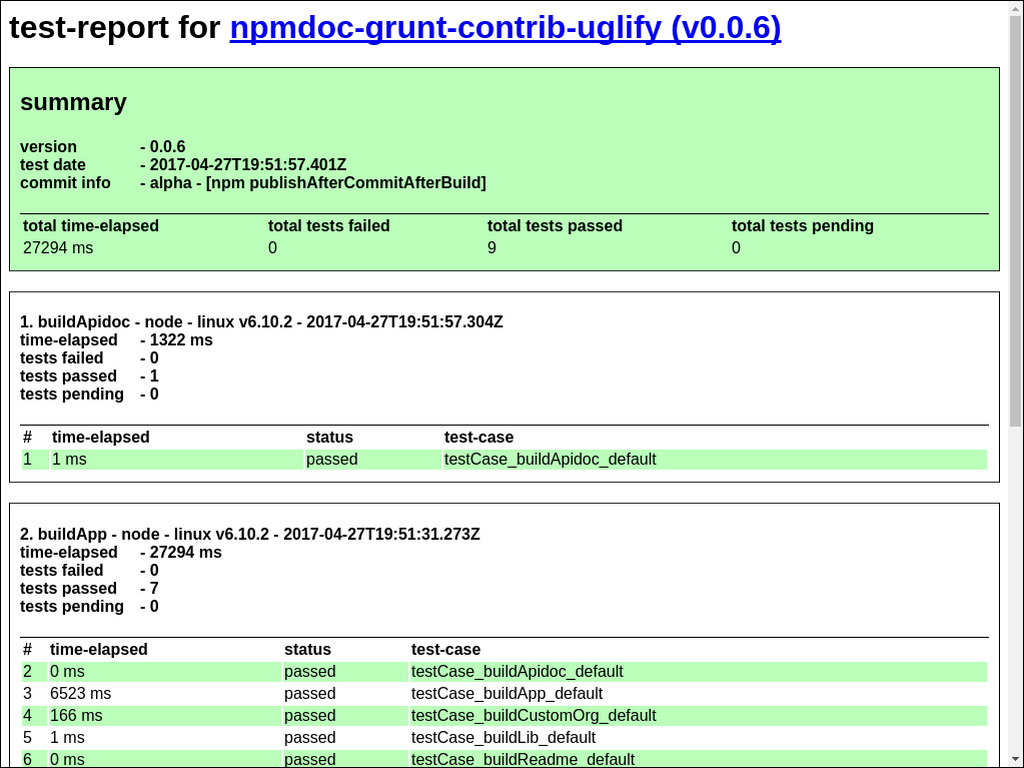 test-report for npmdoc-grunt-contrib-uglify (v0.0.6)
summary
version - 0.0.6
test date - 2017-04-27T19:51:57.401Z
commit info - alpha - [npm publishAfterCommitAfterBuild]
total time-elapsed total tests failed total tests passed total tests pending
27294 ms 0 9 0
1. buildApidoc - node - linux v6.10.2 - 2017-04-27T19:51:57.304Z
time-elapsed - 1322 ms
tests failed - 0
tests passed - 1
tests pending - 0
# time-elapsed status test-case
1 1 ms passed testCase_buildApidoc_default
2. buildApp - node - linux v6.10.2 - 2017-04-27T19:51:31.273Z
time-elapsed - 27294 ms
tests failed - 0
tests passed - 7
tests pending - 0
# time-elapsed status test-case
2 0 ms passed testCase_buildApidoc_default
3 6523 ms passed testCase_buildApp_default
4 166 ms passed testCase_buildCustomOrg_default
5 1 ms passed testCase_buildLib_default
6 0 ms passed testCase_buildReadme_default